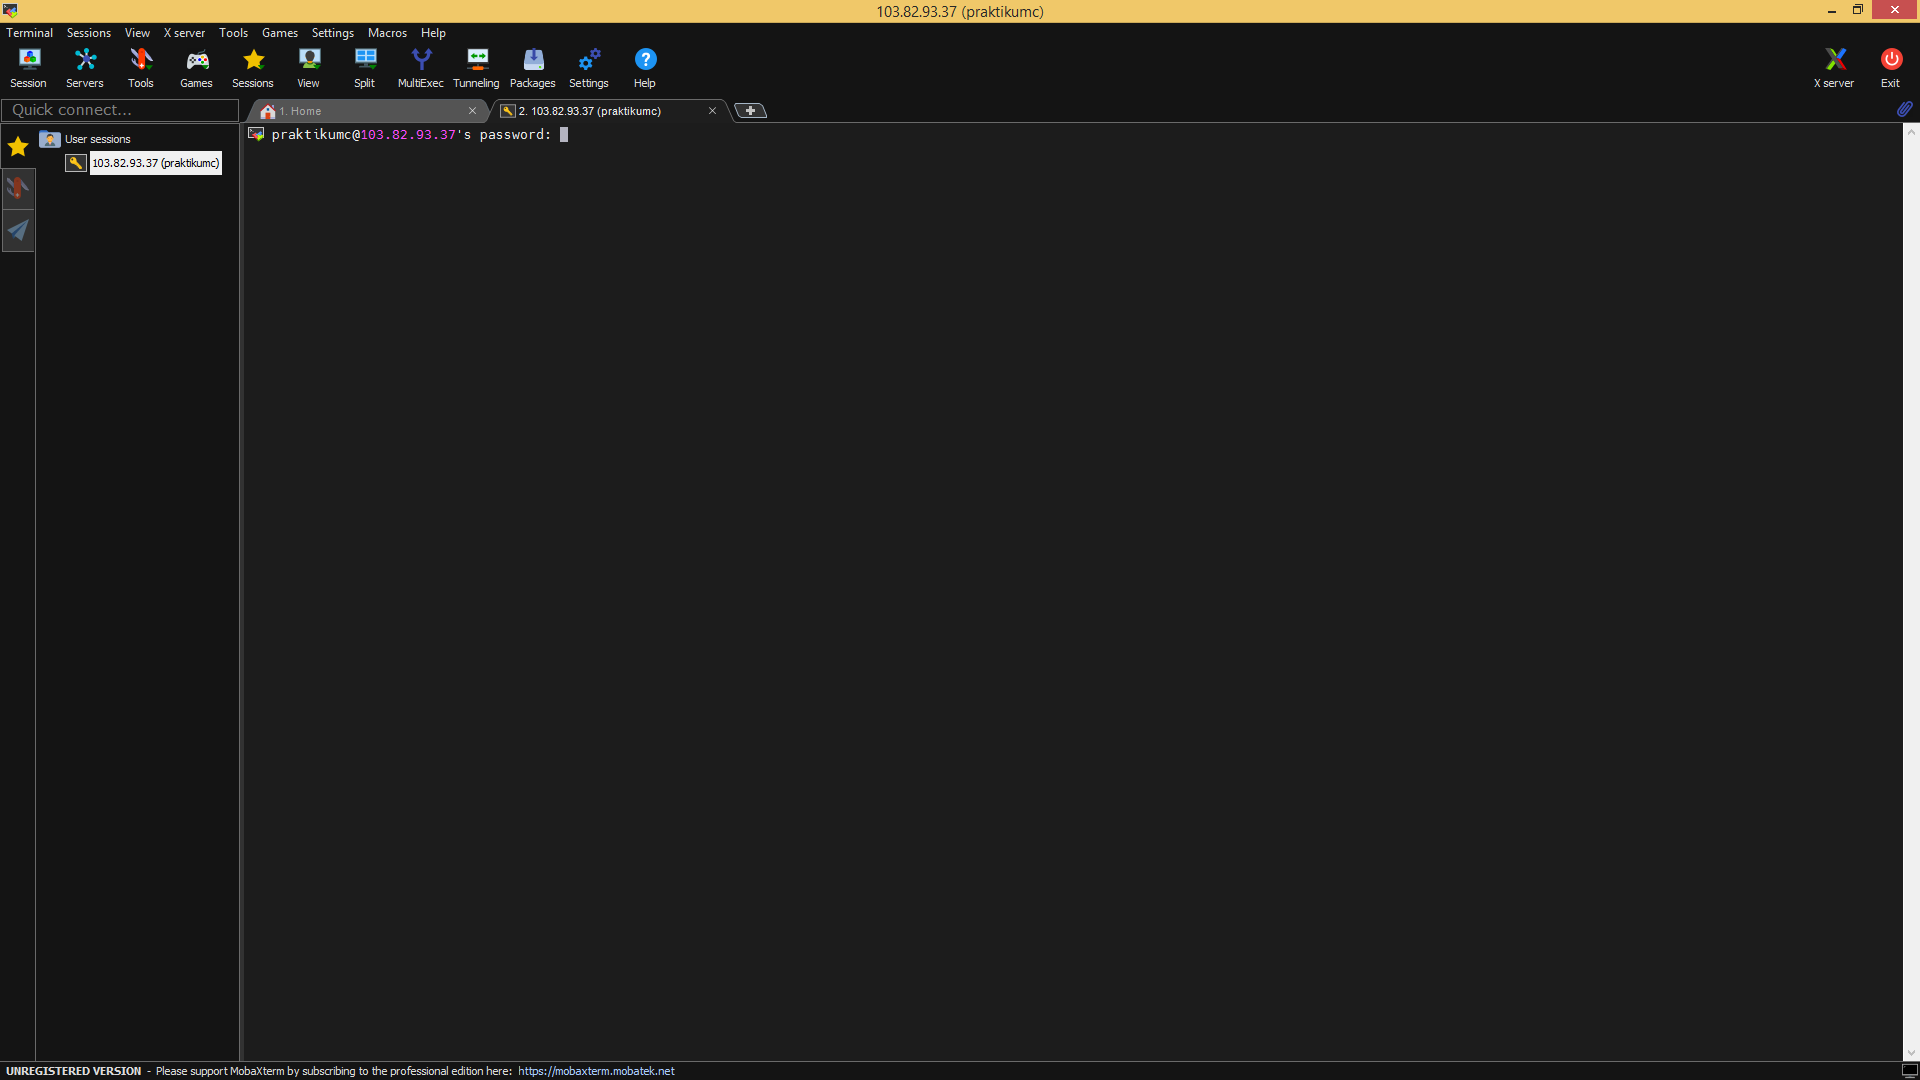 103.82.93.37 (praktikumc)
Terminal Sessions View X server Tools Games Settings Macros Help
Session Servers Tools Games Sessions View Split MultiExec Tunneling Packages Settings Help X server Exit
Quick connect...
1. Home
2. 103.82.93.37 (praktikumc)
User sessions
103.82.93.37 (praktikumc)
praktikumc@103.82.93.37's password:
UNREGISTERED VERSION - Please support MobaXterm by subscribing to the professional edition here: https://mobaxterm.mobatek.net